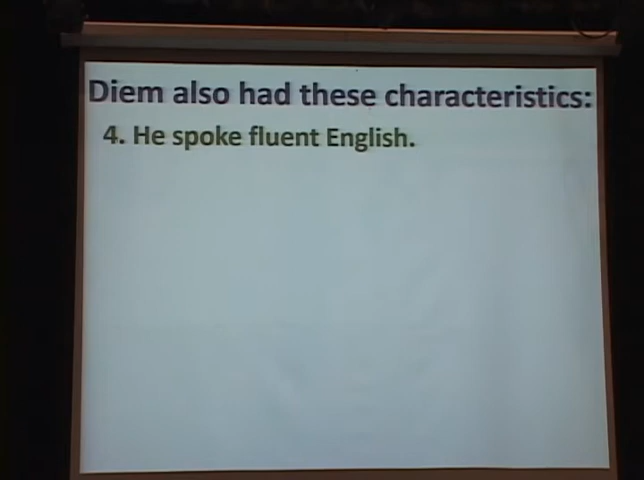 Diem also had these characteristics:
4. He spoke fluent English.